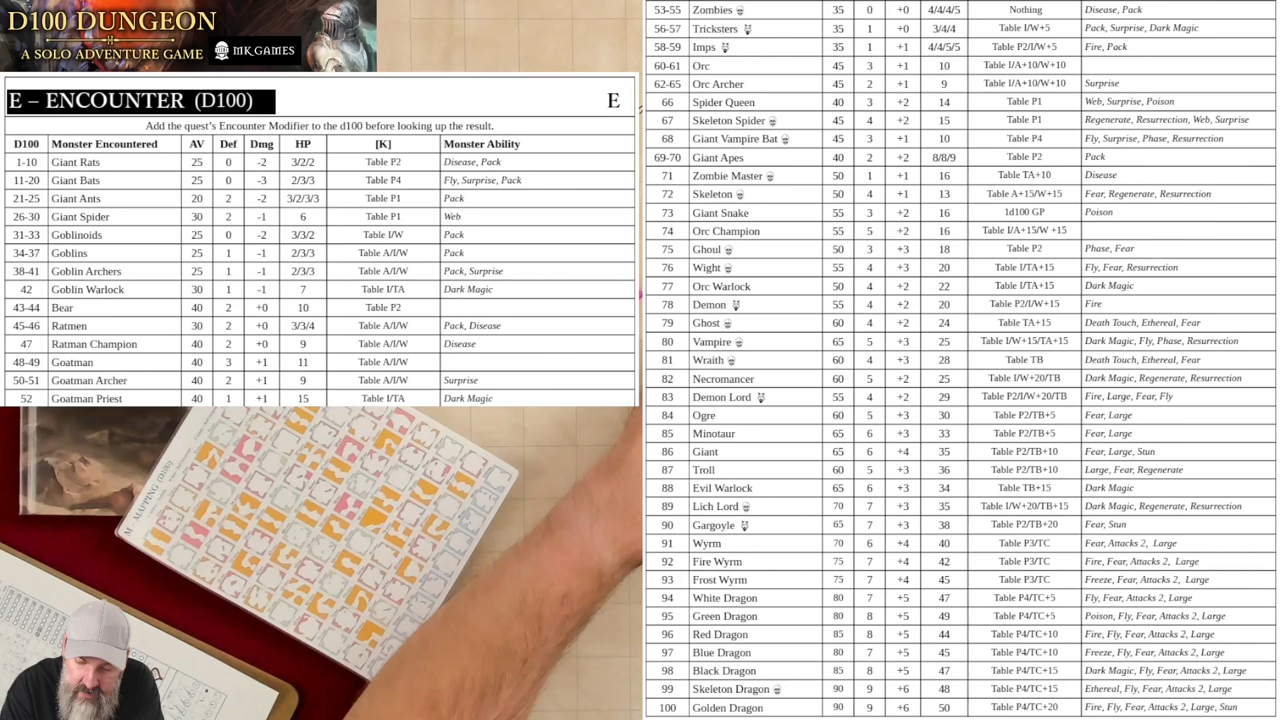 D100 DUNGEON
A SOLO ADVENTURE GAME
MK.GAMES
E – ENCOUNTER (D100) E
Add the quest's Encounter Modifier to the d100 before looking up the result.
D100 Monster Encountered AV Def Dmg HP [K] Monster Ability
1-10 Giant Rats 25 0 -2 3/2/2 Table P2 Disease, Pack
11-20 Giant Bats 25 0 -3 2/3/3 Table P4 Fly, Surprise, Pack
21-25 Giant Ants 20 2 -2 3/2/3/3 Table P1 Pack
26-30 Giant Spider 30 2 -1 6 Table P1 Web
31-33 Goblinoids 25 0 -2 3/3/2 Table I/W Pack
34-37 Goblins 25 1 -1 2/3/3 Table A/I/W Pack
38-41 Goblin Archers 25 1 -1 2/3/3 Table A/I/W Pack, Surprise
42 Goblin Warlock 30 1 -1 7 Table I/TA Dark Magic
43-44 Bear 40 2 +0 10 Table P2
45-46 Ratmen 30 2 +0 3/3/4 Table A/I/W Pack, Disease
47 Ratman Champion 40 2 +0 9 Table A/I/W Disease
48-49 Goatman 40 3 +1 11 Table A/I/W
50-51 Goatman Archer 40 2 +1 9 Table A/I/W Surprise
52 Goatman Priest 40 1 +1 15 Table I/TA Dark Magic
53-55 Zombies 35 0 +0 4/4/4/5 Nothing Disease, Pack
56-57 Tricksters 35 1 +0 3/4/4 Table I/W+5 Pack, Surprise, Dark Magic
58-59 Imps 35 1 +1 4/4/5/5 Table P2/I/W+5 Fire, Pack
60-61 Orc 45 3 +1 10 Table I/A+10/W+10
62-65 Orc Archer 45 2 +1 9 Table I/A+10/W+10 Surprise
66 Spider Queen 40 3 +2 14 Table P1 Web, Surprise, Poison
67 Skeleton Spider 45 4 +2 15 Table P1 Regenerate, Resurrection, Web, Surprise
68 Giant Vampire Bat 45 3 +1 10 Table P4 Fly, Surprise, Phase, Resurrection
69-70 Giant Apes 40 2 +2 8/8/9 Table P2 Pack
71 Zombie Master 50 1 +1 16 Table TA+10 Disease
72 Skeleton 50 4 +1 13 Table A+15/W+15 Fear, Regenerate, Resurrection
73 Giant Snake 55 3 +2 16 1d100 GP Poison
74 Orc Champion 55 5 +2 16 Table I/A+15/W +15
75 Ghoul 50 3 +3 18 Table P2 Phase, Fear
76 Wight 55 4 +3 20 Table I/TA+15 Fly, Fear, Resurrection
77 Orc Warlock 50 4 +2 22 Table I/TA+15 Dark Magic
78 Demon 55 4 +2 20 Table P2/I/W+15 Fire
79 Ghost 60 4 +2 24 Table TA+15 Death Touch, Ethereal, Fear
80 Vampire 65 5 +3 25 Table I/W+15/TA+15 Dark Magic, Fly, Phase, Resurrection
81 Wraith 60 4 +3 28 Table TB Death Touch, Ethereal, Fear
82 Necromancer 60 5 +2 25 Table I/W+20/TB Dark Magic, Regenerate, Resurrection
83 Demon Lord 55 4 +2 29 Table P2/I/W+20/TB Fire, Large, Fear, Fly
84 Ogre 60 5 +3 30 Table P2/TB+5 Fear, Large
85 Minotaur 65 6 +3 33 Table P2/TB+5 Fear, Large
86 Giant 65 6 +4 35 Table P2/TB+10 Fear, Large, Stun
87 Troll 60 5 +3 36 Table P2/TB+10 Large, Fear, Regenerate
88 Evil Warlock 65 6 +3 34 Table TB+15 Dark Magic
89 Lich Lord 70 7 +3 35 Table I/W+20/TB+15 Dark Magic, Regenerate, Resurrection
90 Gargoyle 65 7 +3 38 Table P2/TB+20 Fear, Stun
91 Wyrm 70 6 +4 40 Table P3/TC Fear, Attacks 2, Large
92 Fire Wyrm 75 7 +4 42 Table P3/TC Fire, Fear, Attacks 2, Large
93 Frost Wyrm 75 7 +4 45 Table P3/TC Freeze, Fear, Attacks 2, Large
94 White Dragon 80 7 +5 47 Table P4/TC+5 Fly, Fear, Attacks 2, Large
95 Green Dragon 80 8 +5 49 Table P4/TC+5 Poison, Fly, Fear, Attacks 2, Large
96 Red Dragon 85 8 +5 44 Table P4/TC+10 Fire, Fly, Fear, Attacks 2, Large
97 Blue Dragon 80 7 +5 45 Table P4/TC+10 Freeze, Fly, Fear, Attacks 2, Large
98 Black Dragon 85 8 +5 47 Table P4/TC+15 Dark Magic, Fly, Fear, Attacks 2, Large
99 Skeleton Dragon 90 9 +6 48 Table P4/TC+15 Ethereal, Fly, Fear, Attacks 2, Large
100 Golden Dragon 90 9 +6 50 Table P4/TC+20 Fire, Fly, Fear, Attacks 2, Large, Stun
MAPPING (D100)